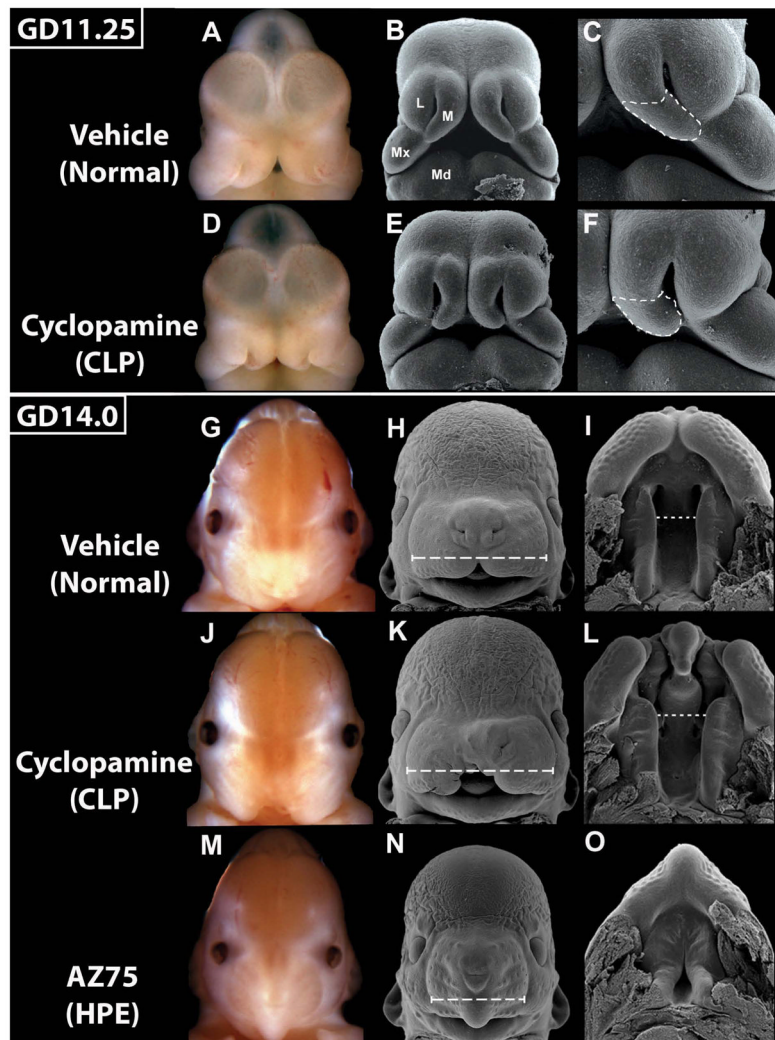 GD11.25
A
B
C
Vehicle
(Normal)
L
M
Mx
Md
D
E
F
Cyclopamine
(CLP)
GD14.0
G
H
I
Vehicle
(Normal)
J
K
L
Cyclopamine
(CLP)
M
N
O
AZ75
(HPE)